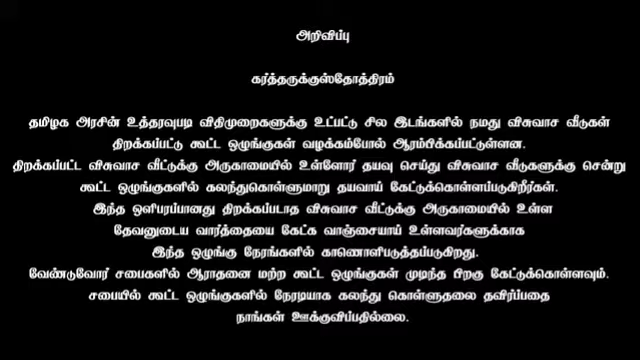 அறிவிப்பு
கர்த்தருக்குஸ்தோத்திரம்
தமிழக அரசின் உத்தரவுபடி விதிமுறைகளுக்கு உட்பட்டு சில இடங்களில் நமது விசுவாச வீடுகள்
திறக்கப்பட்டு கூட்ட ஒழுங்குகள் வழக்கம்போல் ஆரம்பிக்கப்பட்டுள்ளன.
திறக்கப்பட்ட விசுவாச வீட்டுக்கு அருகாமையில் உள்ளோர் தயவு செய்து விசுவாச வீடுகளுக்கு சென்று
கூட்ட ஒழுங்குகளில் கலந்துகொள்ளுமாறு தயவாய் கேட்டுக்கொள்ளப்படுகிறீர்கள்.
இந்த ஒளிபரப்பானது திறக்கப்படாத விசுவாச வீட்டுக்கு அருகாமையில் உள்ள
தேவனுடைய வார்த்தையை கேட்க வாஞ்சையாய் உள்ளவர்களுக்காக
இந்த ஒழுங்கு நேரங்களில் காணொளிபடுத்தப்படுகிறது.
வேண்டுவோர் சபைகளில் ஆராதனை மற்ற கூட்ட ஒழுங்குகள் முடிந்த பிறகு கேட்டுக்கொள்ளவும்.
சபையில் கூட்ட ஒழுங்குகளில் நேரடியாக கலந்து கொள்ளுதலை தவிர்ப்பதை
நாங்கள் ஊக்குவிப்பதில்லை.